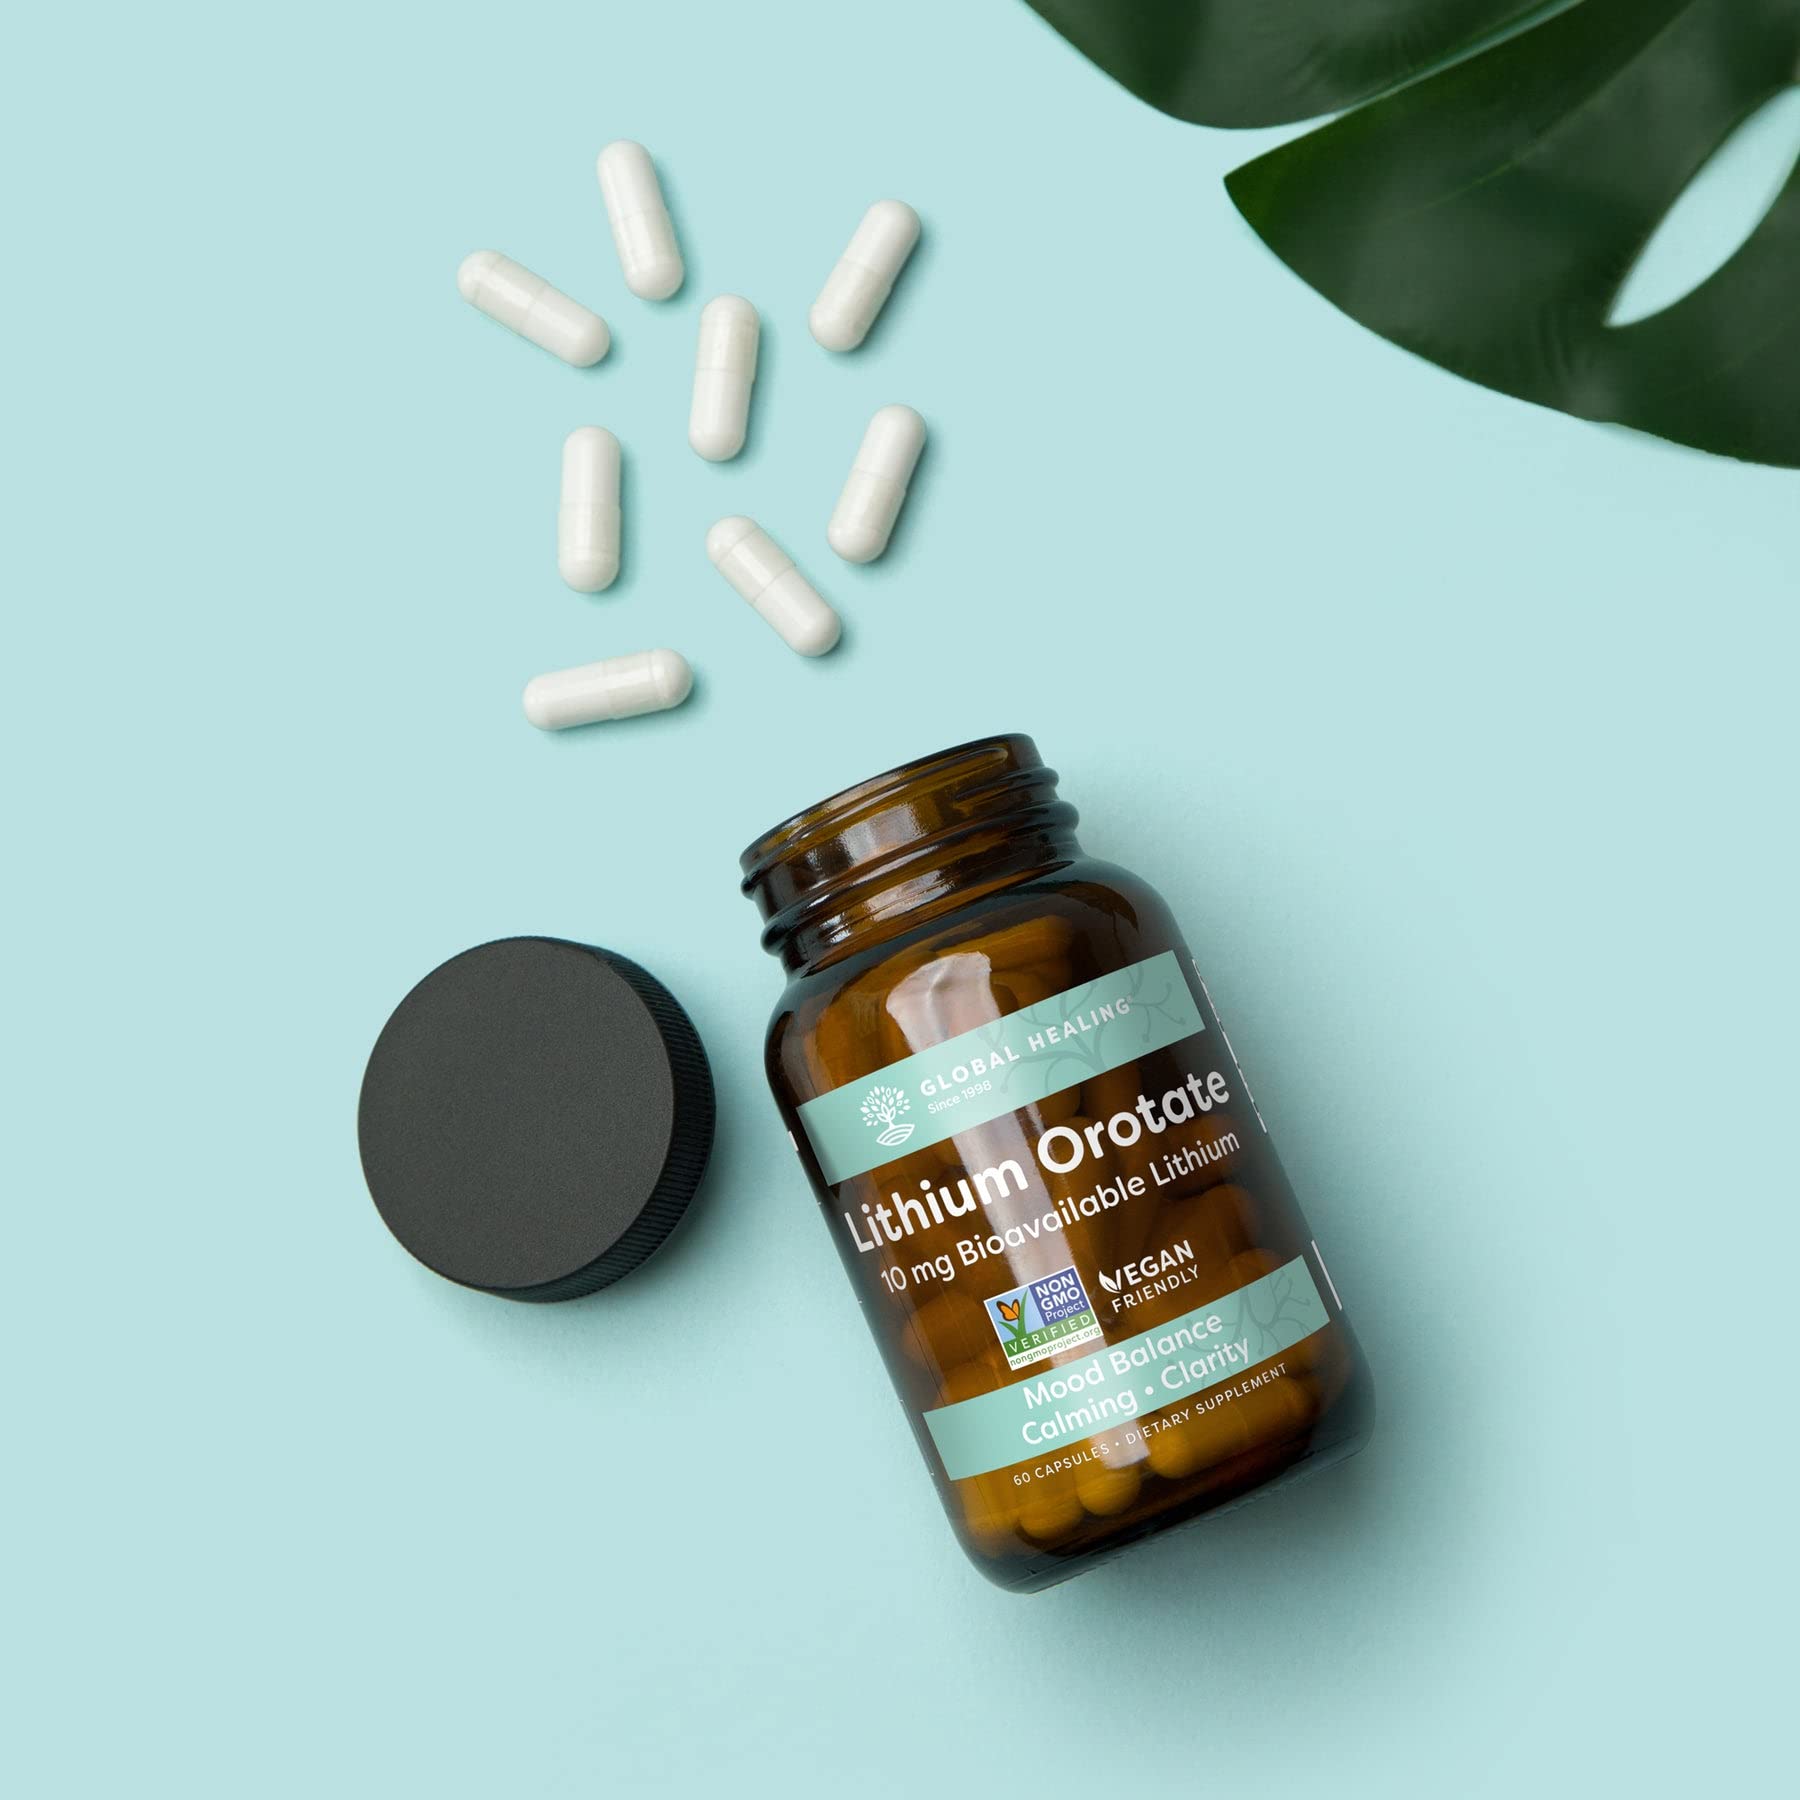 GLOBAL HEALING®
Since 1998
Lithium Orotate
10 mg Bioavailable Lithium
NON
GMO
Project
VERIFIED
nongmoproject.org
VEGAN
FRIENDLY
Mood Balance
Calming • Clarity
60 CAPSULES • DIETARY SUPPLEMENT